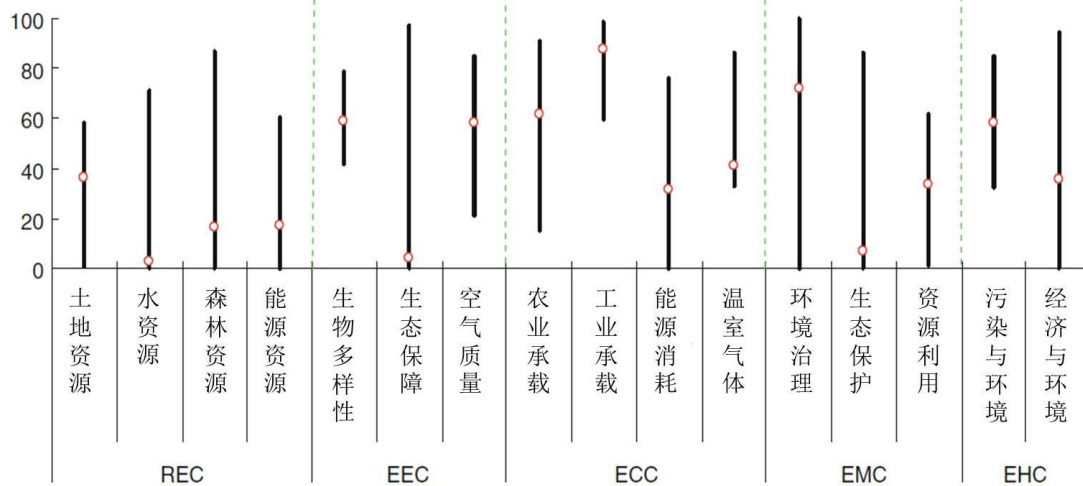 100
80
60
40
20
0
土地资源
水资源
森林资源
能源资源
生物多样性
生态保障
空气质量
农业承载
工业承载
能源消耗
温室气体
环境治理
生态保护
资源利用
污染与环境
经济与环境
REC
EEC
ECC
EMC
EHC